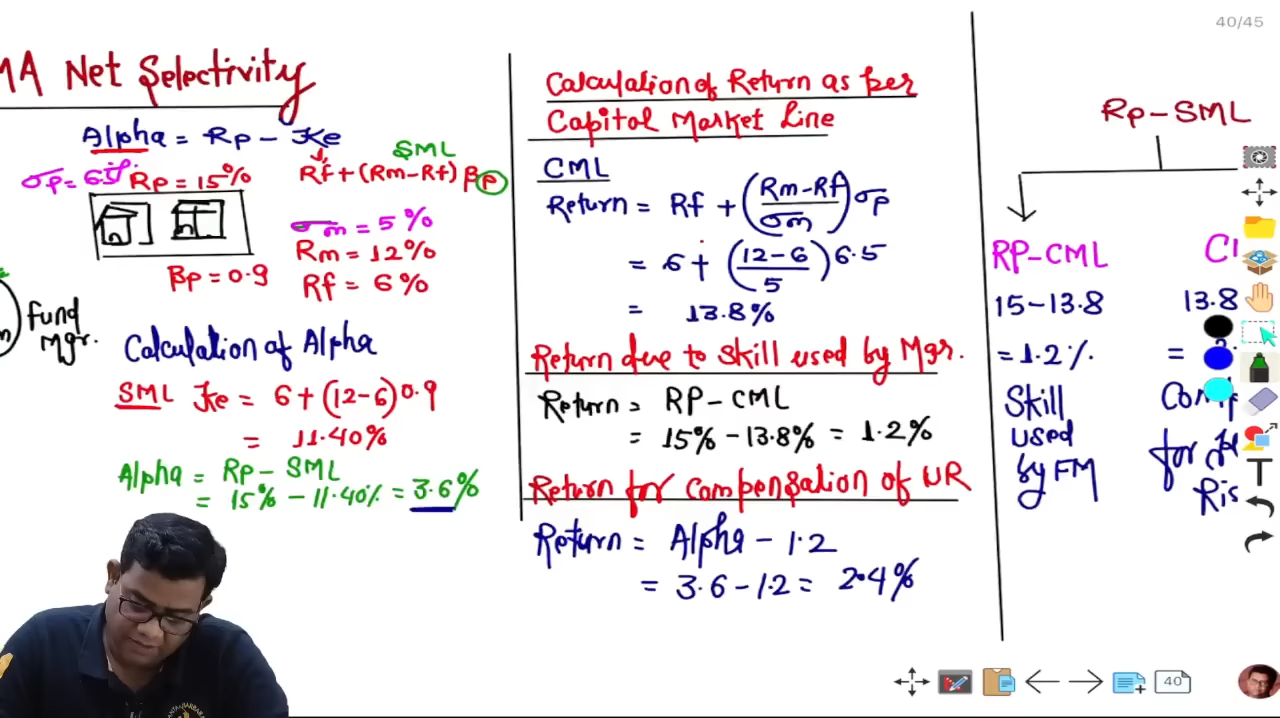 40/45
MA Net Selectivity
Alpha = Rp - Ke
SML
σp = 6.5% Rp = 15% Rf + (Rm-Rf) βp
σm = 5%
Rm = 12%
βp = 0.9 Rf = 6%
Fund
Mgr.
Calculation of Alpha
SML Ke = 6 + (12-6) 0.9
= 11.40%
Alpha = Rp - SML
= 15% - 11.40% = 3.6%
Calculation of Return as per
Capital Market Line
CML
Return = Rf + (Rm-Rf/σm) σp
= 6 + (12-6/5) 6.5
= 13.8%
Return due to Skill used by Mgr.
Return = RP - CML
= 15% - 13.8% = 1.2%
Return for Compensation of UR
Return = Alpha - 1.2
= 3.6 - 1.2 = 2.4%
Rp - SML
RP - CML
15 - 13.8 13.8
= 1.2% =
Skill
used for
by FM Ris
T
40